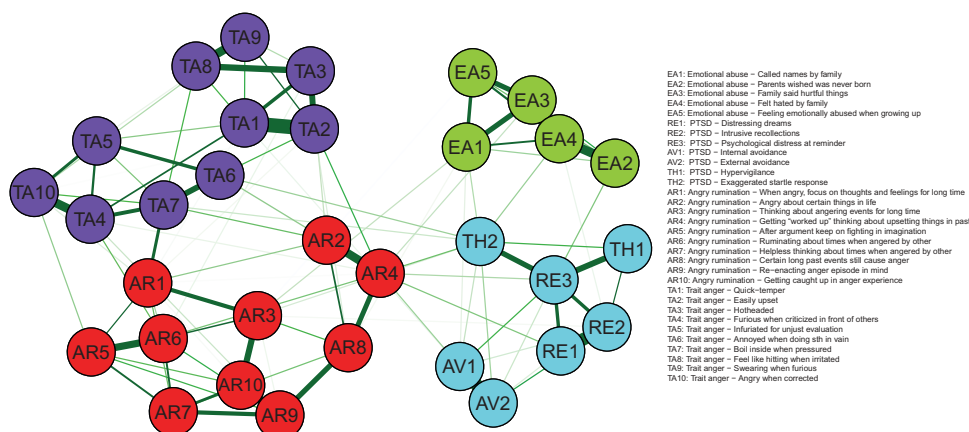 TA9
TA8
TA3
TA1
TA2
TA5
TA6
TA10
TA4
TA7
EA5
EA3
EA4
EA1
EA2
AR2
AR4
AR1
AR3
AR6
AR5
AR8
AR10
AR7
AR9
TH2
TH1
RE3
RE2
RE1
AV1
AV2
EA1: Emotional abuse − Called names by family
EA2: Emotional abuse − Parents wished was never born
EA3: Emotional abuse − Family said hurtful things
EA4: Emotional abuse − Felt hated by family
EA5: Emotional abuse − Feeling emotionally abused when growing up
RE1: PTSD − Distressing dreams
RE2: PTSD − Intrusive recollections
RE3: PTSD − Psychological distress at reminder
AV1: PTSD − Internal avoidance
AV2: PTSD − External avoidance
TH1: PTSD − Hypervigilance
TH2: PTSD − Exaggerated startle response
AR1: Angry rumination − When angry, focus on thoughts and feelings for long time
AR2: Angry rumination − Angry about certain things in life
AR3: Angry rumination − Thinking about angering events for long time
AR4: Angry rumination − Getting "worked up" thinking about upsetting things in past
AR5: Angry rumination − After argument keep on fighting in imagination
AR6: Angry rumination − Ruminating about times when angered by other
AR7: Angry rumination − Helpless thinking about times when angered by other
AR8: Angry rumination − Certain long past events still cause anger
AR9: Angry rumination − Re−enacting anger episode in mind
AR10: Angry rumination − Getting caught up in anger experience
TA1: Trait anger − Quick−temper
TA2: Trait anger − Easily upset
TA3: Trait anger − Hotheaded
TA4: Trait anger − Furious when criticized in front of others
TA5: Trait anger − Infuriated for unjust evaluation
TA6: Trait anger − Annoyed when doing sth in vain
TA7: Trait anger − Boil inside when pressured
TA8: Trait anger − Feel like hitting when irritated
TA9: Trait anger − Swearing when furious
TA10: Trait anger − Angry when corrected